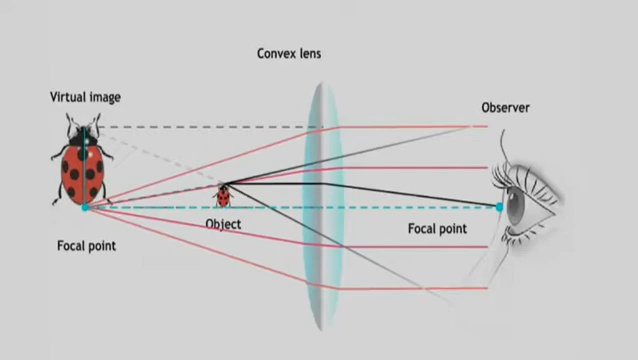 Convex lens
Virtual image
Observer
Object
Focal point
Focal point